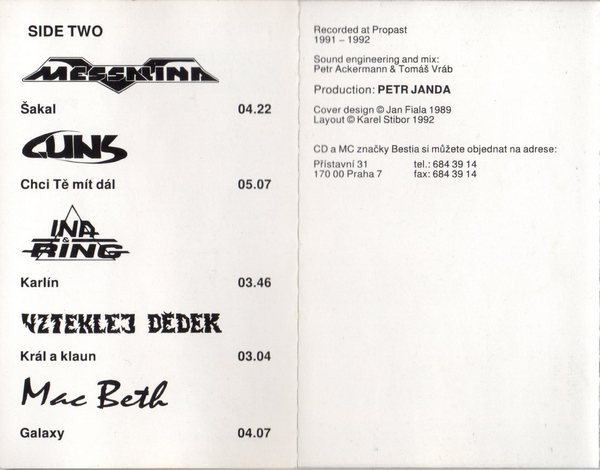 SIDE TWO
MESSALINA
Šakal 04.22
GUNS
Chci Tě mít dál 05.07
INA
&
RING
Karlín 03.46
VZTEKLEJ DĚDEK
Král a klaun 03.04
Mac Beth
Galaxy 04.07
Recorded at Propast
1991 – 1992
Sound engineering and mix:
Petr Ackermann & Tomáš Vráb
Production: PETR JANDA
Cover design © Jan Fiala 1989
Layout © Karel Stibor 1992
CD a MC značky Bestia si můžete objednat na adrese:
Přístavní 31 tel.: 684 39 14
170 00 Praha 7 fax: 684 39 14